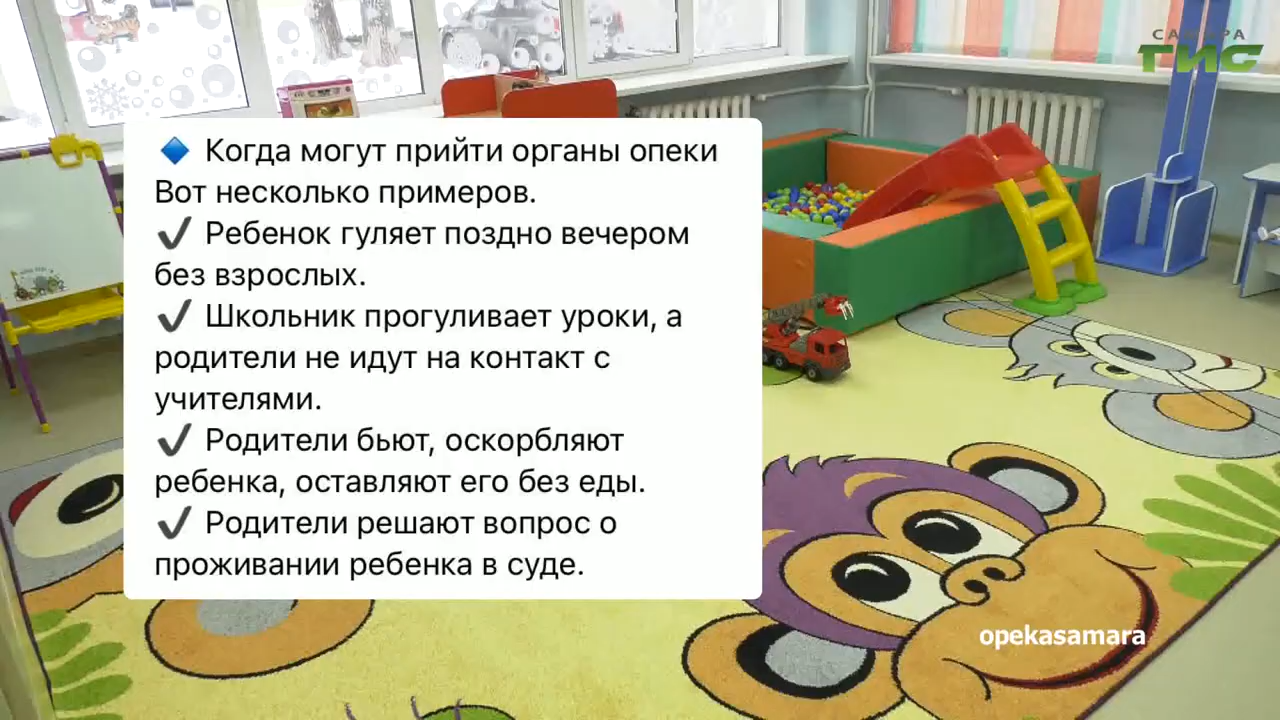 САМАРА
ТИС
🔷 Когда могут прийти органы опеки
Вот несколько примеров.
✔ Ребенок гуляет поздно вечером
без взрослых.
✔ Школьник прогуливает уроки, а
родители не идут на контакт с
учителями.
✔ Родители бьют, оскорбляют
ребенка, оставляют его без еды.
✔ Родители решают вопрос о
проживании ребенка в суде.
opekasamara